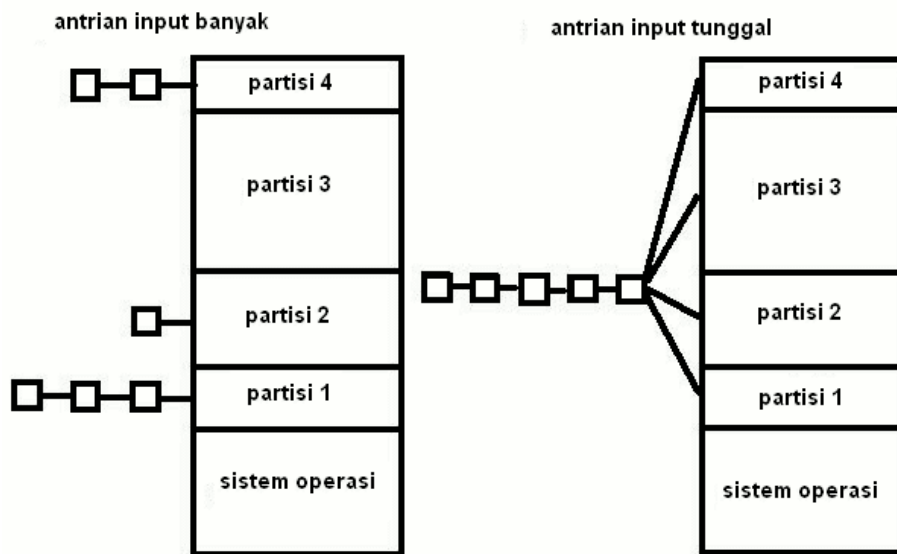 antrian input banyak
partisi 4
partisi 3
partisi 2
partisi 1
sistem operasi
antrian input tunggal
partisi 4
partisi 3
partisi 2
partisi 1
sistem operasi